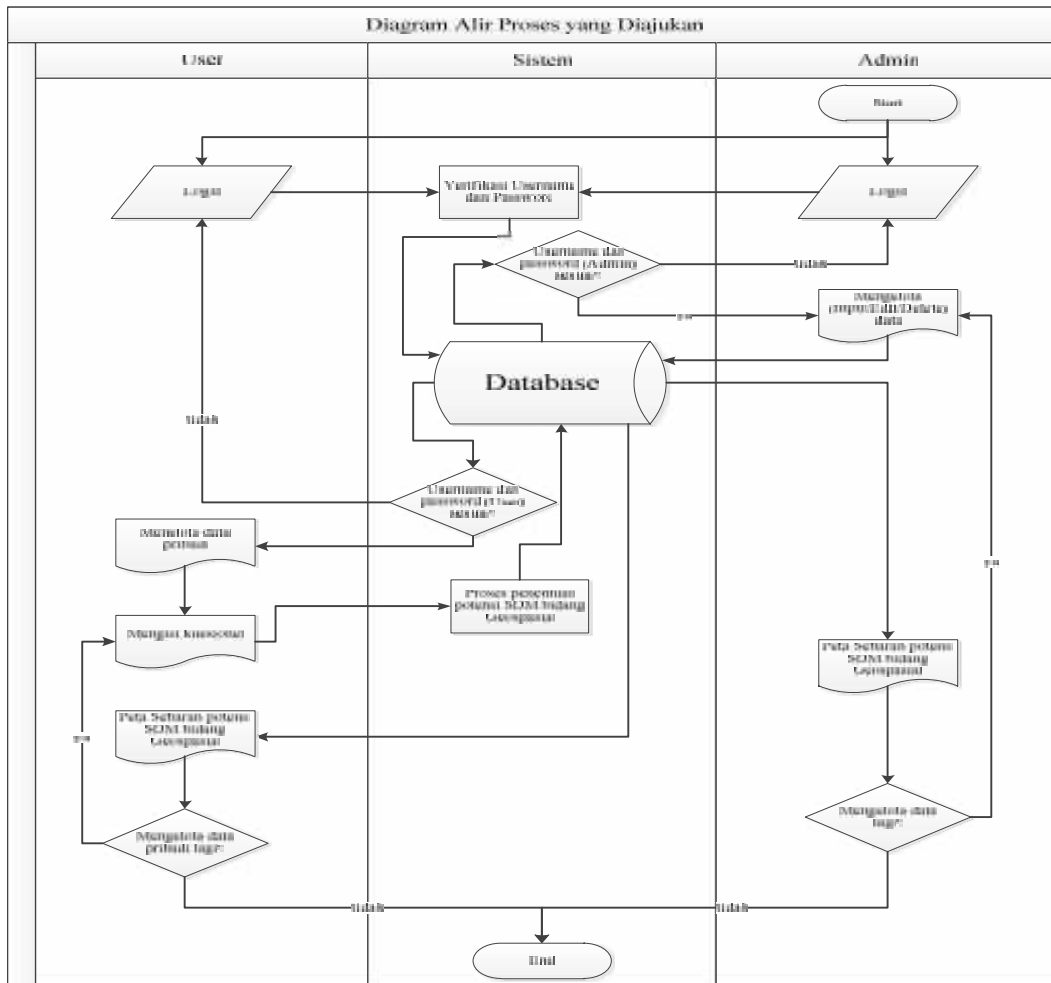 Diagram Alir Proses yang Diajukan
User
Sistem
Admin
Start
Login
Verifikasi Username
dan Password
Login
Username dan
password (Admin)
sesuai?
tidak
ya
Mengelola
(Input/Edit/Delete)
data
Database
tidak
Username dan
password (User)
sesuai?
data
pribadi
Mengisi kuesioner
Proses penentuan
potensi SDM bidang
Geospasial
ya
Peta Sebaran potensi
SDM bidang
Geospasial
Peta Sebaran potensi
SDM bidang
Geospasial
ya
Mengelola data
pribadi lagi?
Mengelola data
lagi?
tidak
tidak
End